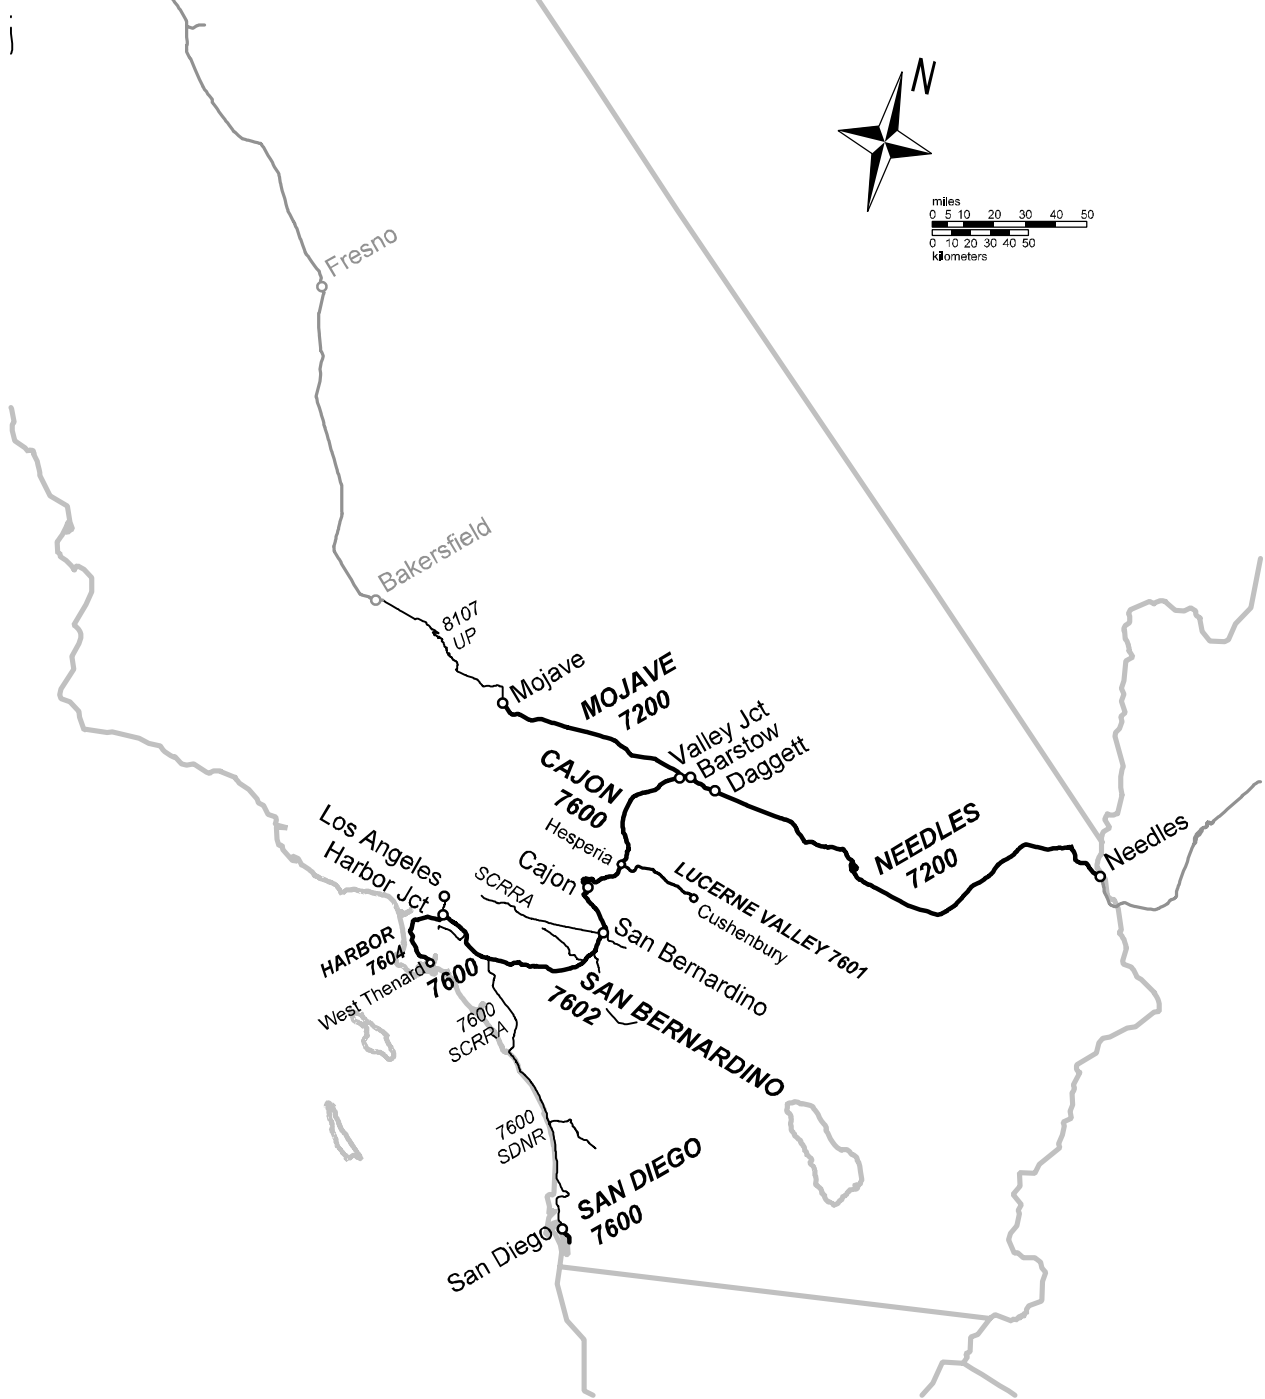 N
miles
0 5 10 20 30 40 50
0 10 20 30 40 50
kilometers
Fresno
Bakersfield
8107
UP
Mojave
MOJAVE
7200
Valley Jct
Barstow
Daggett
CAJON
7600
Hesperia
Los Angeles
Harbor Jct
Cajon
SCRRA
NEEDLES
7200
Needles
LUCERNE VALLEY 7601
Cushenbury
San Bernardino
HARBOR
7604
West Thenard
7600
SAN BERNARDINO
7602
7600
SCRRA
7600
SDNR
SAN DIEGO
7600
San Diego